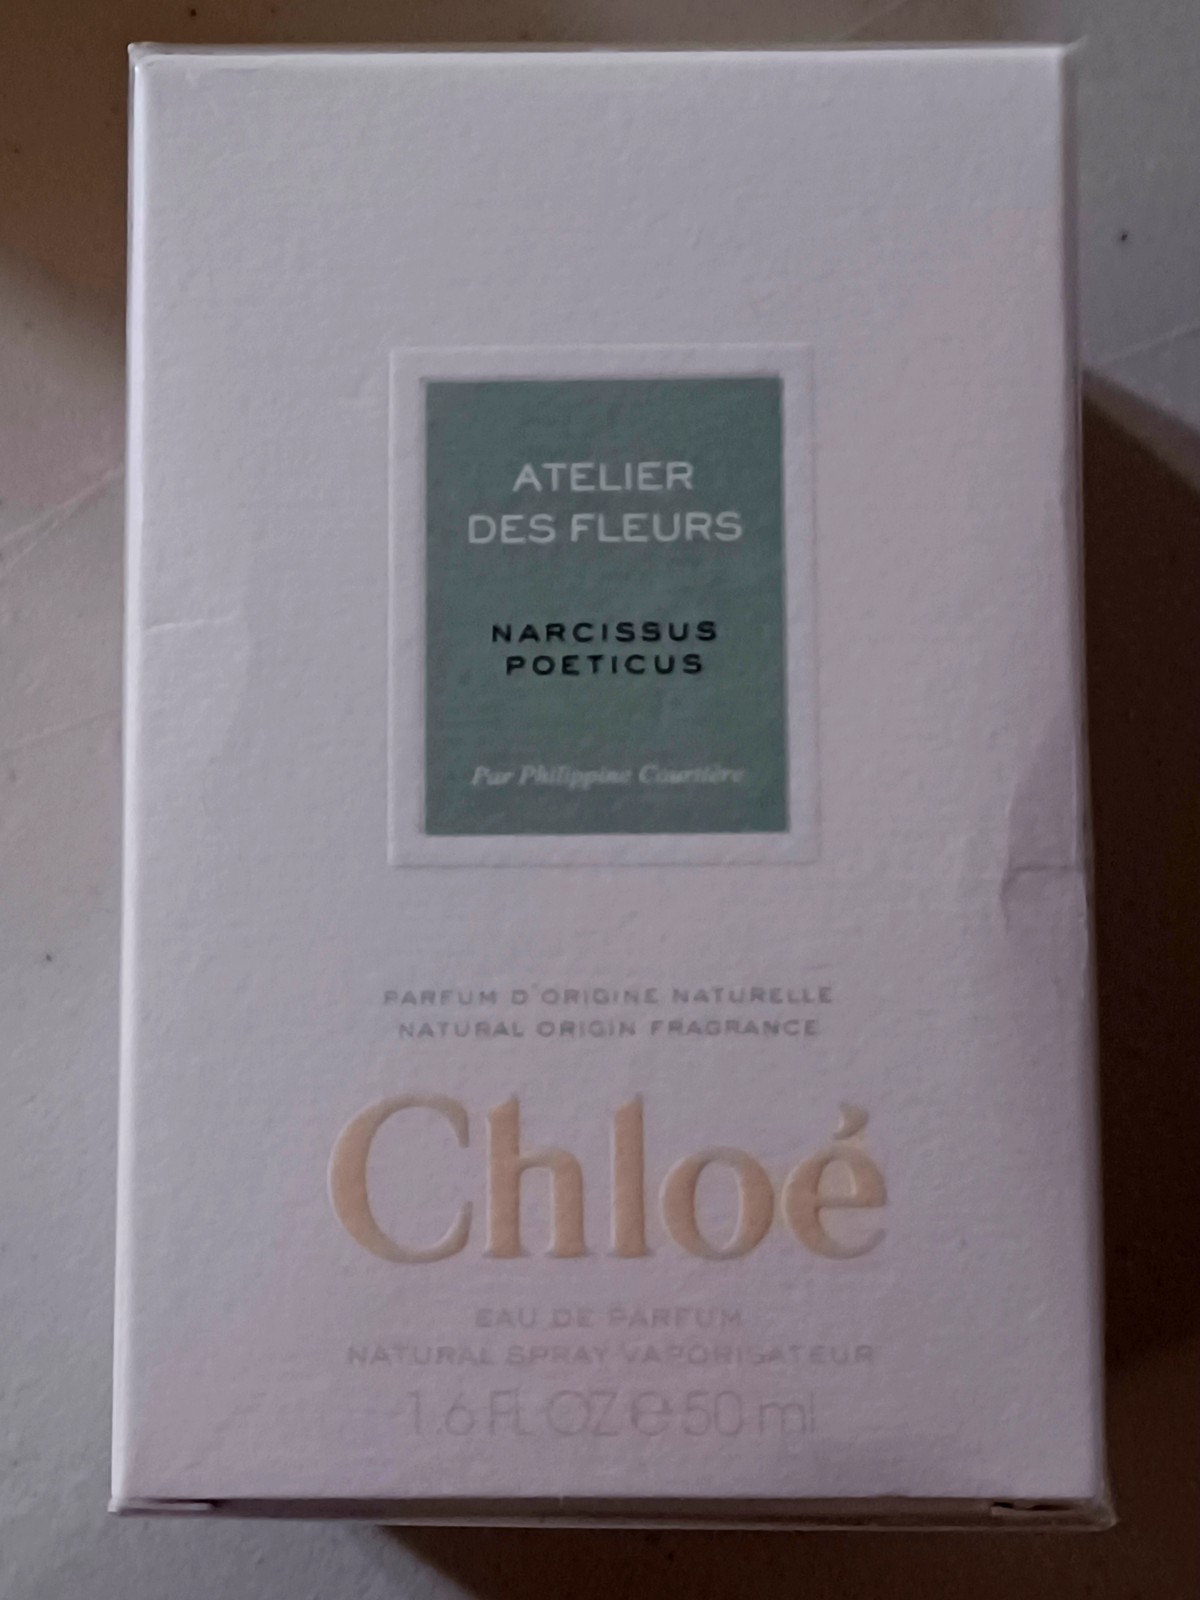 ATELIER
DES FLEURS
NARCISSUS
POETICUS
Par Philippine Courtière
PARFUM D'ORIGINE NATURELLE
NATURAL ORIGIN FRAGRANCE
Chloé
EAU DE PARFUM
NATURAL SPRAY VAPORISATEUR
1.6 FL OZ e 50 ml